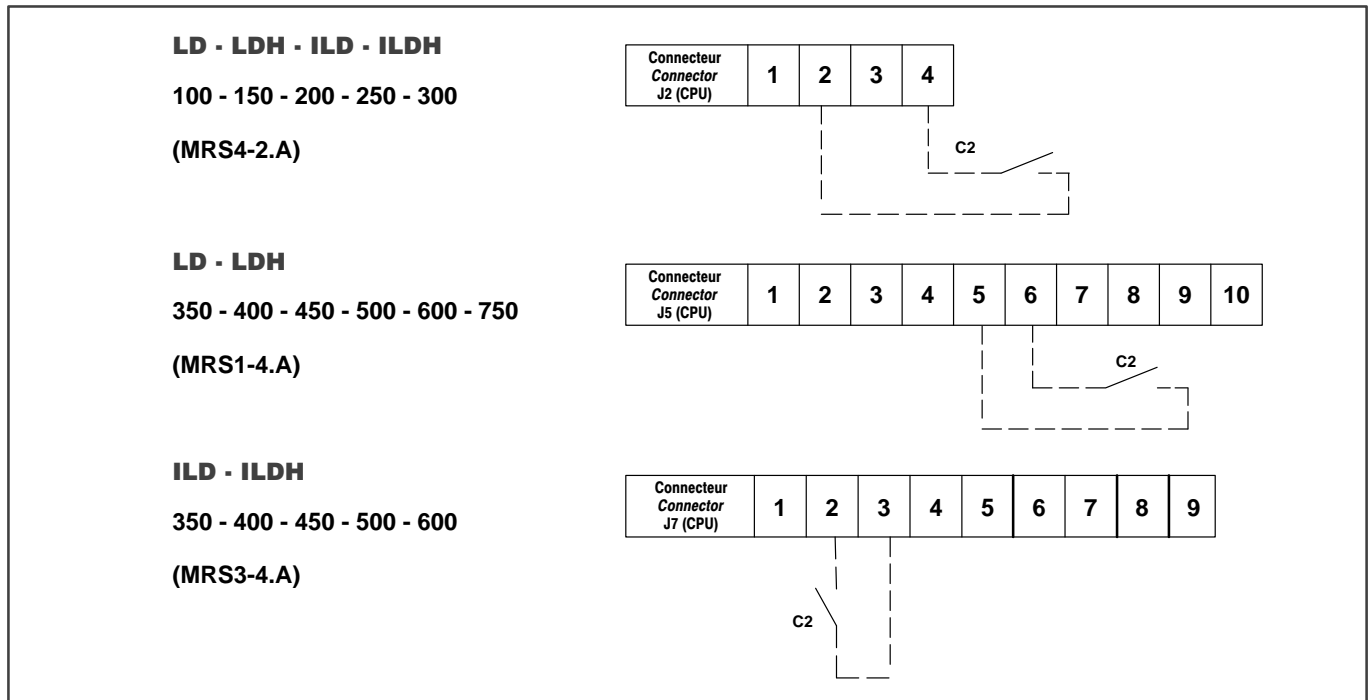 LD - LDH - ILD - ILDH
100 - 150 - 200 - 250 - 300
(MRS4-2.A)
Connecteur
Connector
J2 (CPU)
1 2 3 4
C2
LD - LDH
350 - 400 - 450 - 500 - 600 - 750
(MRS1-4.A)
Connecteur
Connector
J5 (CPU)
1 2 3 4 5 6 7 8 9 10
C2
ILD - ILDH
350 - 400 - 450 - 500 - 600
(MRS3-4.A)
Connecteur
Connector
J7 (CPU)
1 2 3 4 5 6 7 8 9
C2